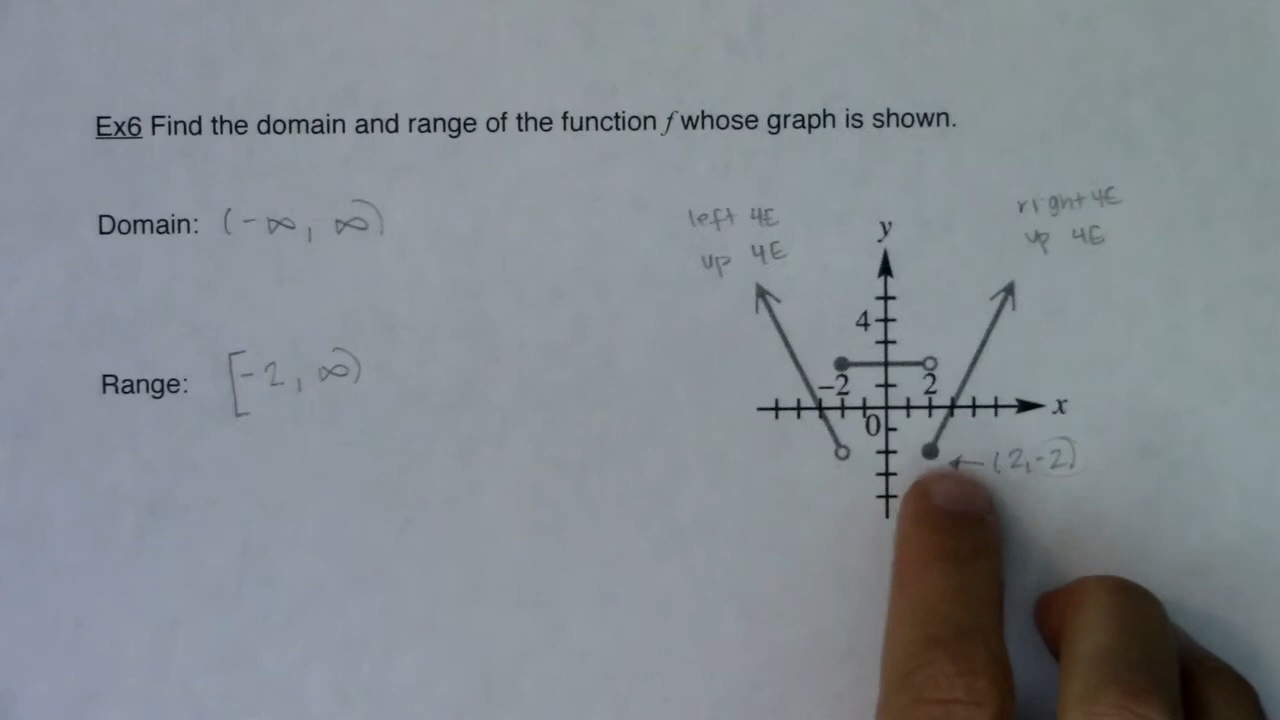 Ex6 Find the domain and range of the function f whose graph is shown.
Domain: (-∞, ∞)
Range: [-2, ∞)
left 4E
up 4E
right 4E
up 4E
y
4
-2
2
0
x
(2,-2)